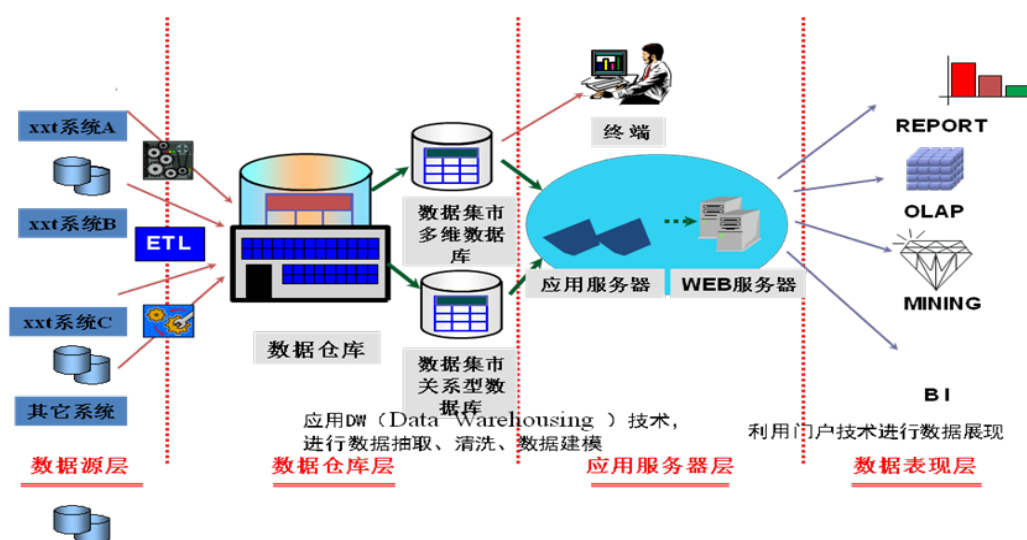 xxt系统A
xxt系统B
ETL
xxt系统C
其它系统
数据仓库
数据集市
多维数据
库
数据集市
关系型数
据库
终端
应用服务器
WEB服务器
REPORT
OLAP
MINING
BI
应用DW（Data Warehousing ）技术，
进行数据抽取、清洗、数据建模
利用门户技术进行数据展现
数据源层
数据仓库层
应用服务器层
数据表现层